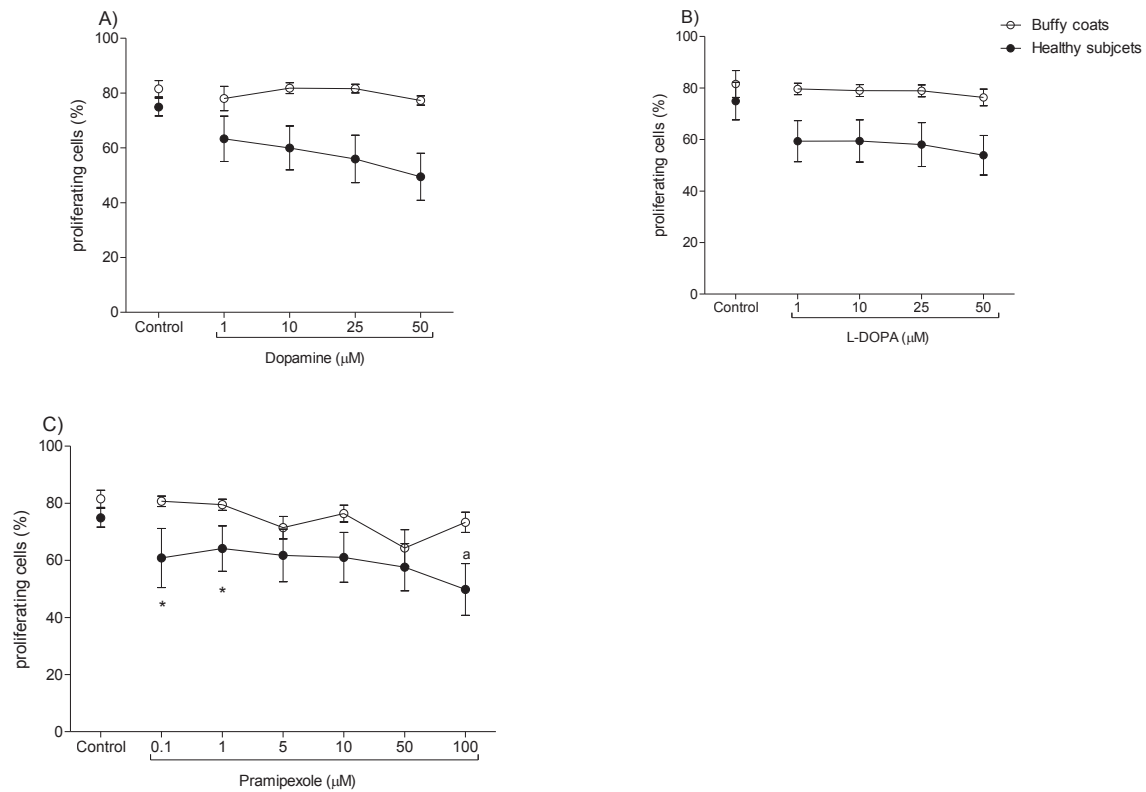 A)
100
80
60
40
20
0
proliferating cells (%)
Control
1
10
25
50
Dopamine (μM)
B)
100
80
60
40
20
0
proliferating cells (%)
Control
1
10
25
50
L-DOPA (μM)
Buffy coats
Healthy subjcets
C)
100
80
60
40
20
0
proliferating cells (%)
*
*
a
Control
0.1
1
5
10
50
100
Pramipexole (μM)